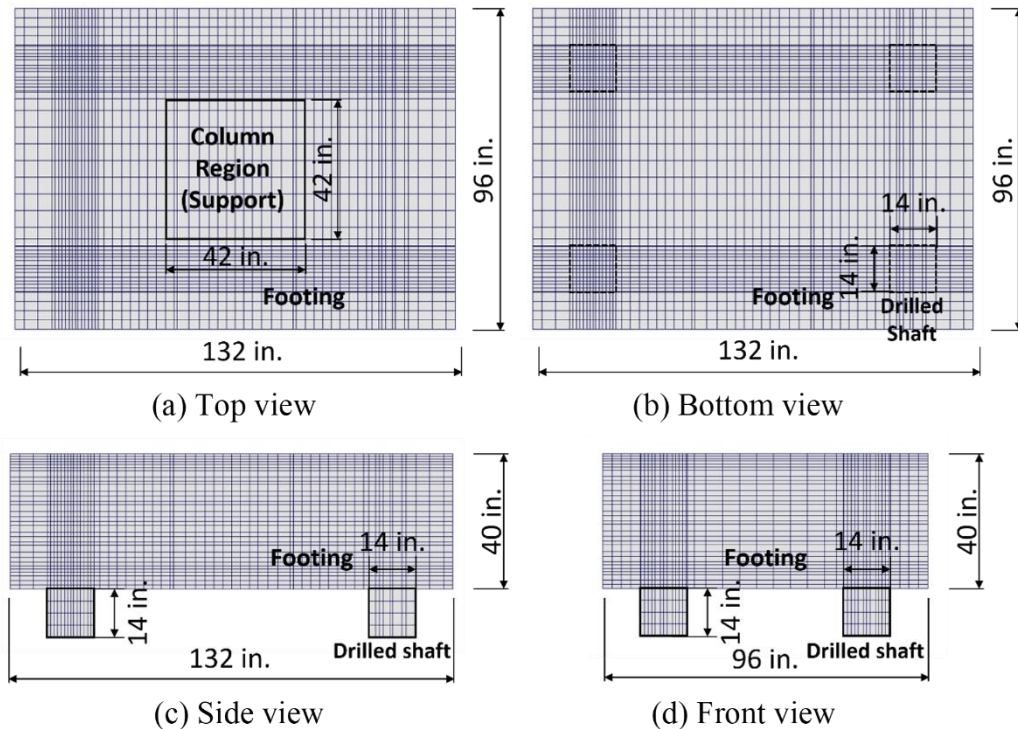 Column
Region
(Support)
42 in.
42 in.
Footing
96 in.
132 in.
(a) Top view
14 in.
14 in.
Footing
Drilled
Shaft
96 in.
132 in.
(b) Bottom view
Footing
14 in.
40 in.
14 in.
Drilled shaft
132 in.
(c) Side view
Footing
14 in.
40 in.
14 in.
Drilled shaft
96 in.
(d) Front view